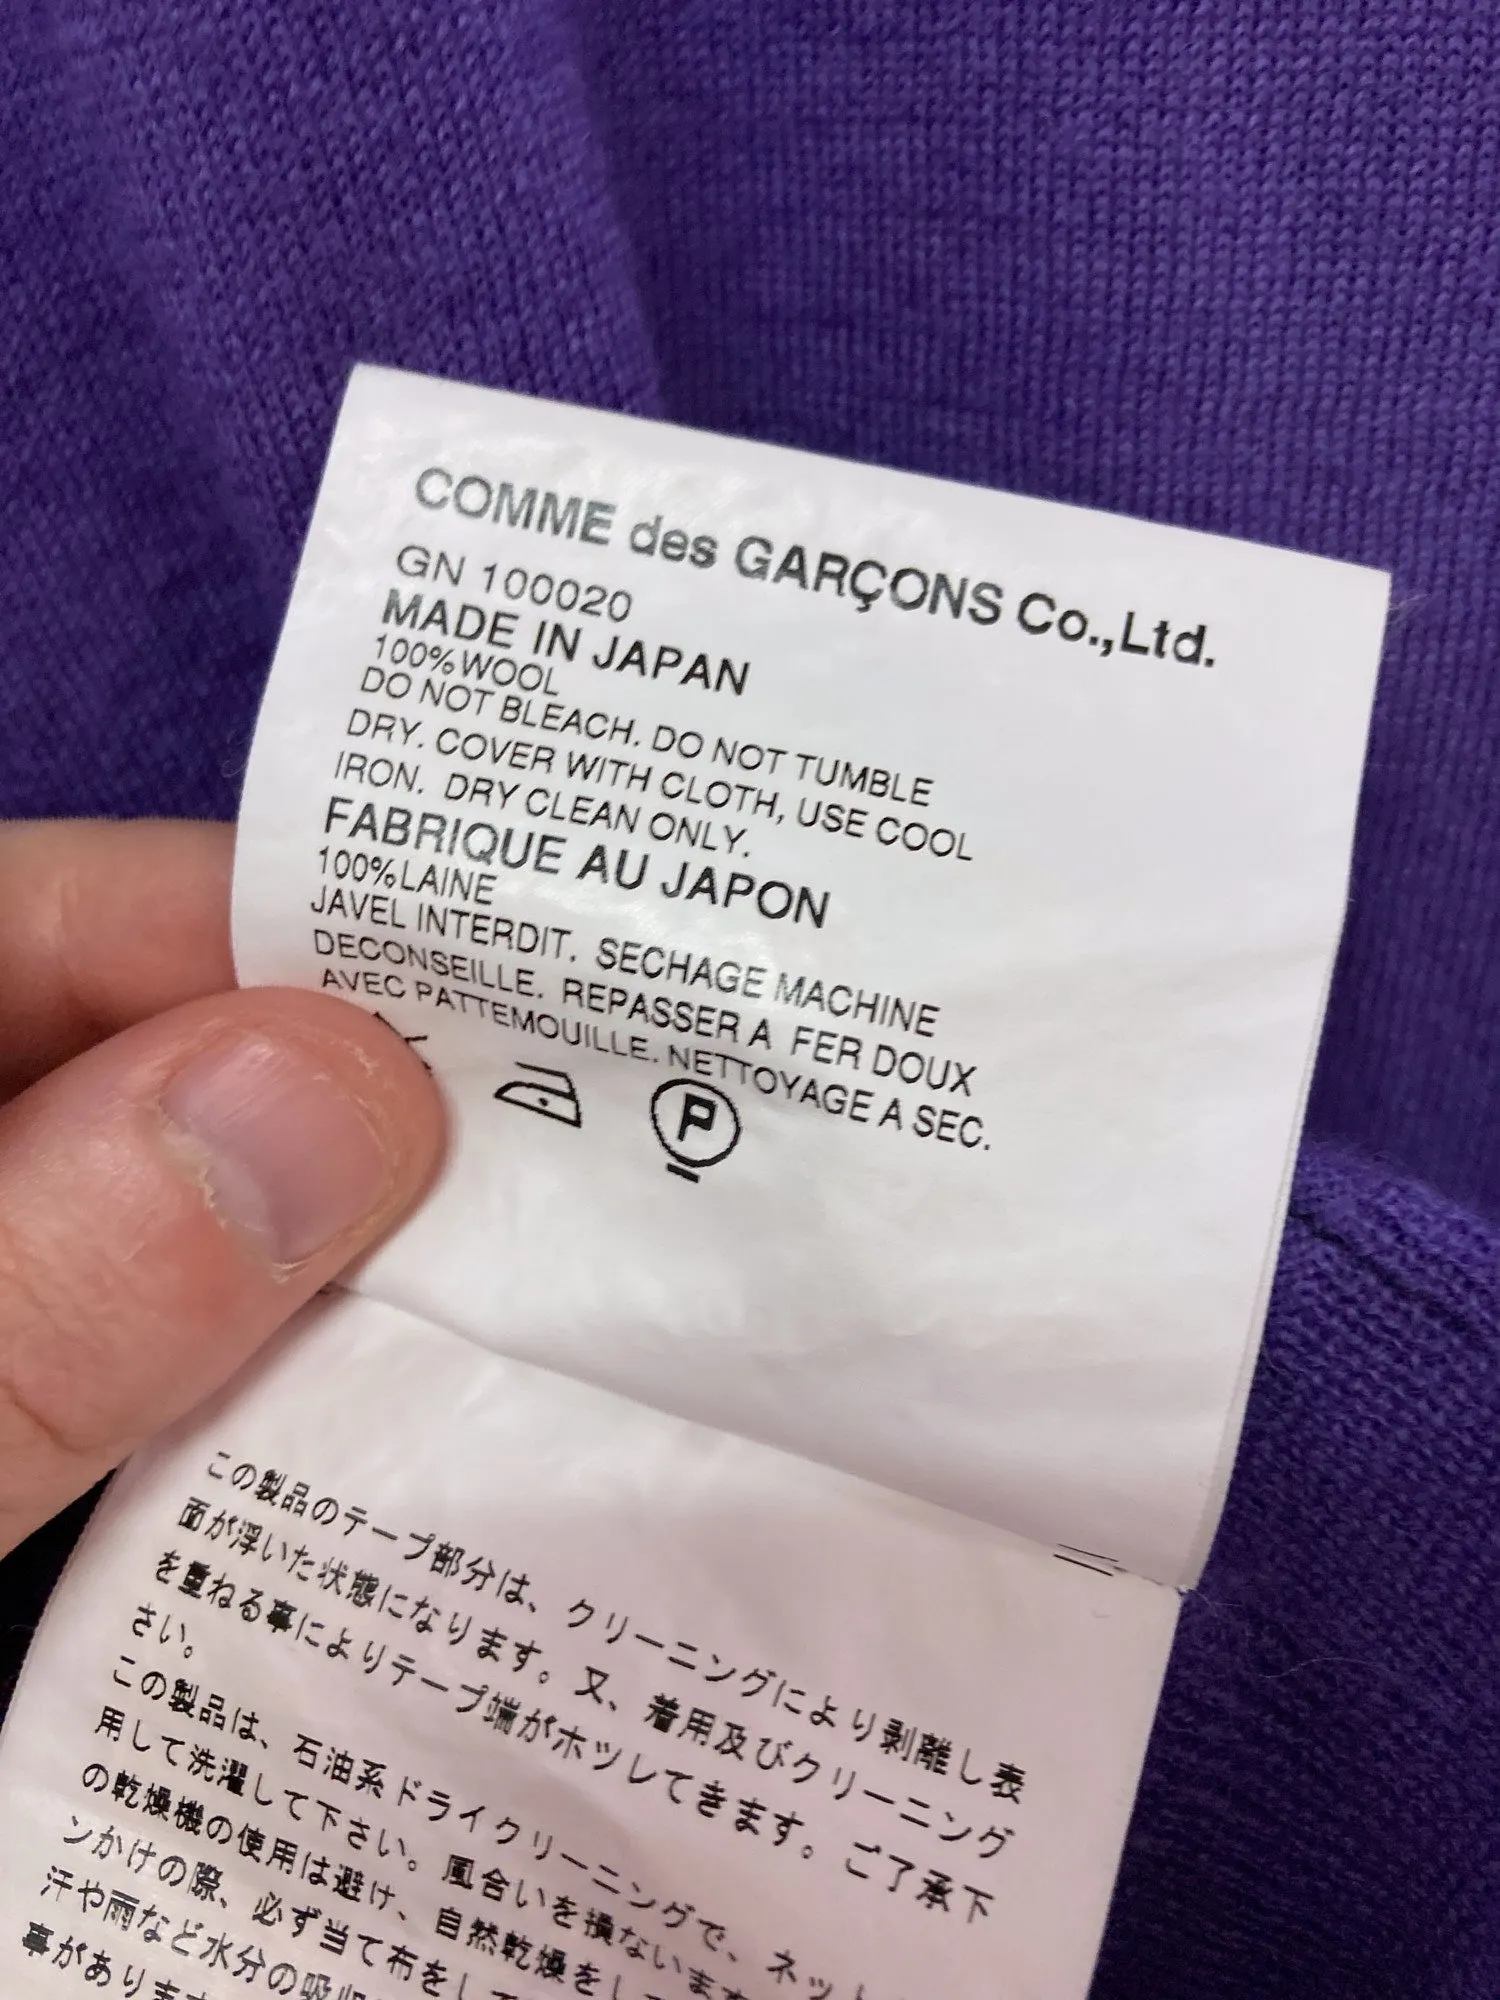 COMME des GARÇONS Co.,Ltd.
GN 100020
MADE IN JAPAN
100%WOOL
DO NOT BLEACH. DO NOT TUMBLE
DRY. COVER WITH CLOTH, USE COOL
IRON. DRY CLEAN ONLY.
FABRIQUE AU JAPON
100%LAINE
JAVEL INTERDIT. SECHAGE MACHINE
DECONSEILLE. REPASSER A FER DOUX
AVEC PATTEMOUILLE. NETTOYAGE A SEC.
P
この製品のテープ部分は、クリーニングにより剥離し表
面が浮いた状態になります。又、着用及びクリーニング
を重ねる事によりテープ端がホツレてきます。ご了承下
さい。
この製品は、石油系ドライクリーニングで、ネット
用して洗濯して下さい。風合いを損ないます
の乾燥機の使用は避け、自然乾燥をし
ンかけの際、必ず当て布をして
汗や雨など水分の吸収
事があります